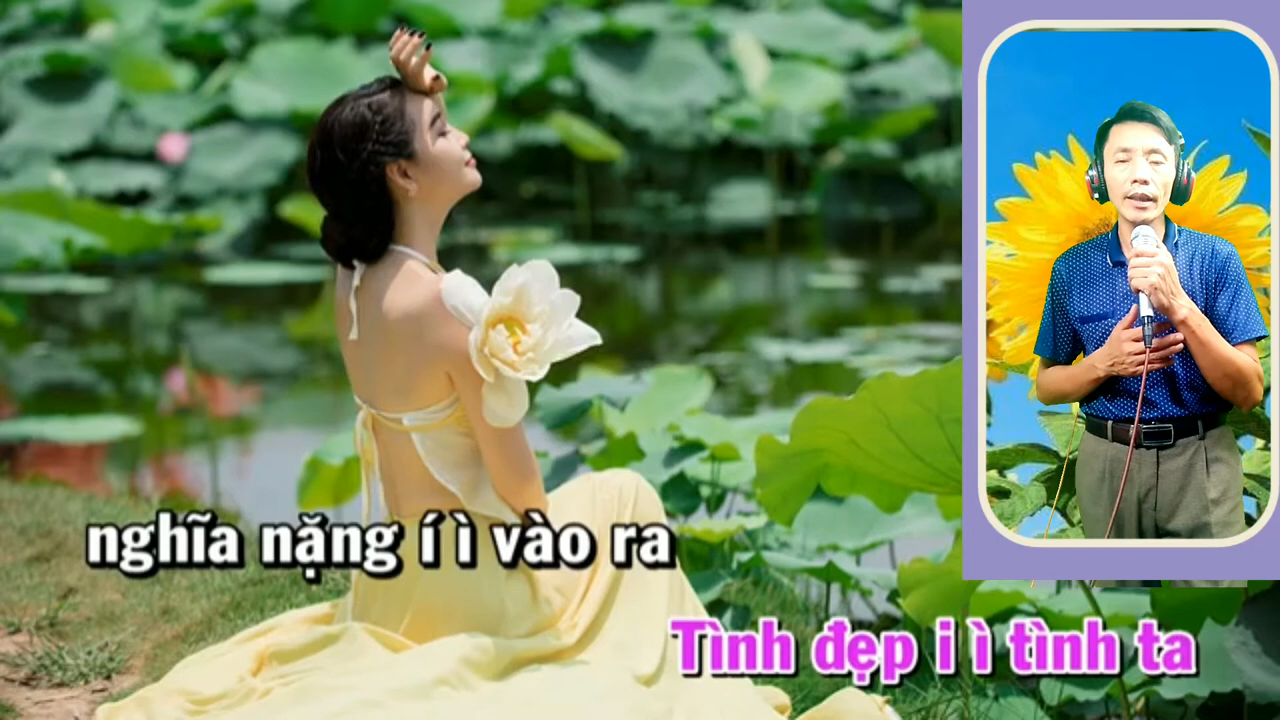 nghĩa nặng í ì vào ra
Tình đẹp i ì tình ta